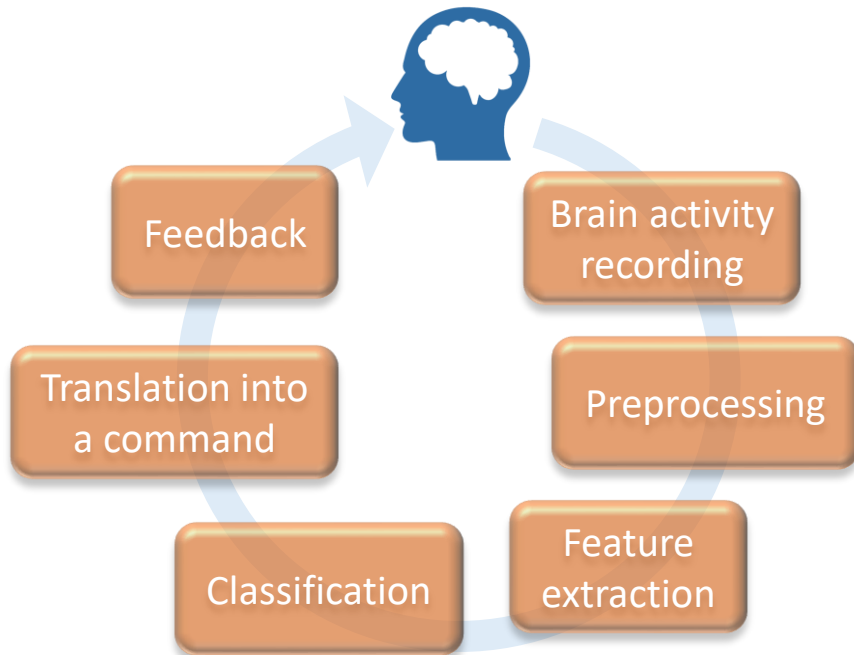 Brain activity
recording
Preprocessing
Feature
extraction
Classification
Translation into
a command
Feedback